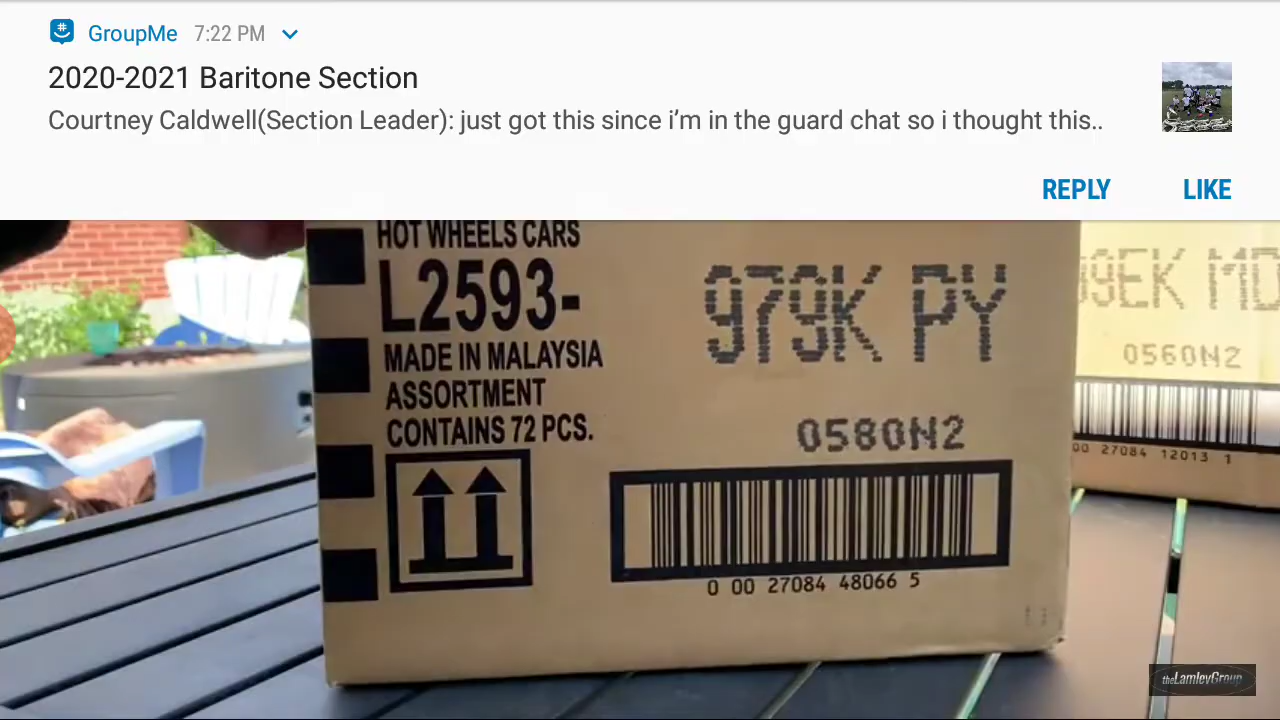 GroupMe 7:22 PM
2020-2021 Baritone Section
Courtney Caldwell(Section Leader): just got this since i'm in the guard chat so i thought this..
REPLY LIKE
HOT WHEELS CARS
L2593-
MADE IN MALAYSIA
ASSORTMENT
CONTAINS 72 PCS.
979K PY
0580N2
0 00 27084 48066 5
99EK MD
0560N2
00 27084 12013 1
theLamleyGroup